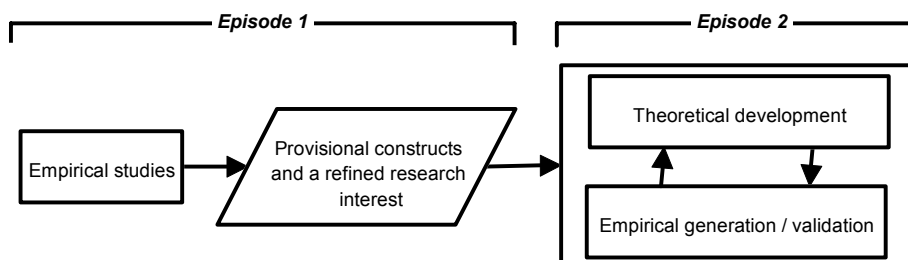 Episode 1
Episode 2
Empirical studies
Provisional constructs
and a refined research
interest
Theoretical development
Empirical generation / validation